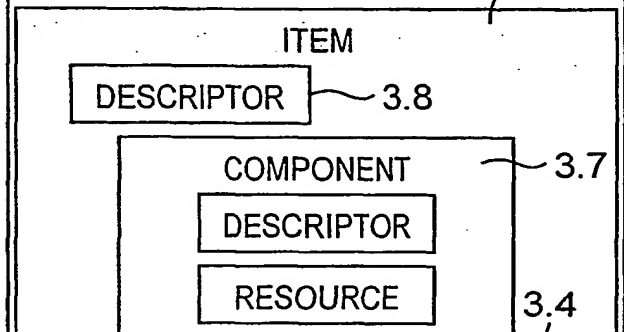 ITEM
DESCRIPTOR 3.8
COMPONENT 3.7
DESCRIPTOR
RESOURCE
3.4